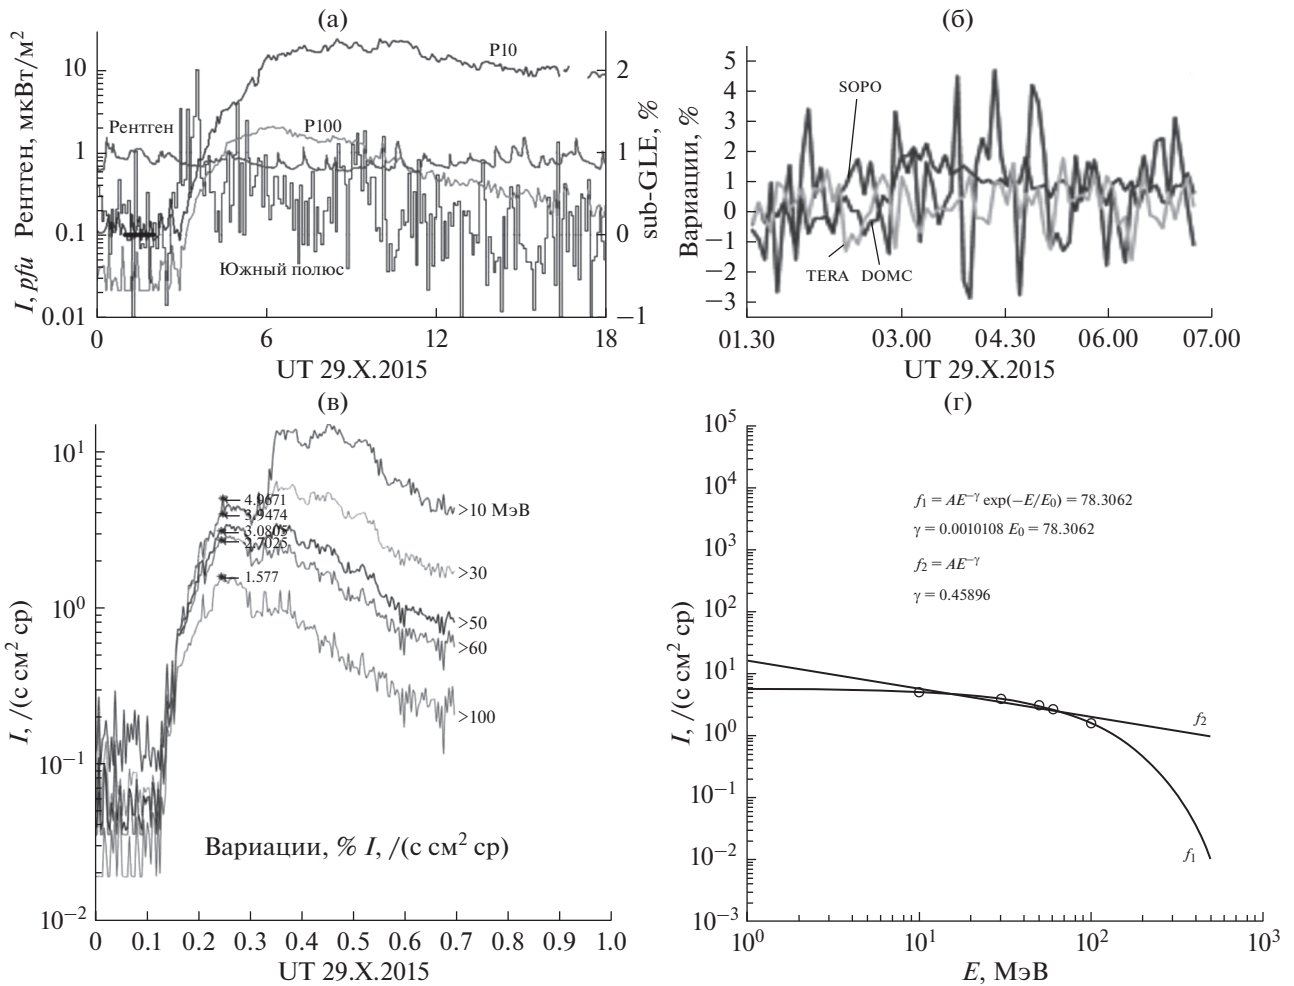 (а)
I, pfu Рентген, мкВт/м²
10
1
0.1
0.01
P10
Рентген
P100
Южный полюс
2
1
0
−1
sub-GLE, %
0 6 12 18
UT 29.X.2015
(б)
Вариации, %
5
4
3
2
1
0
−1
−2
−3
SOPO
TERA DOMC
01.30 03.00 04.30 06.00 07.00
UT 29.X.2015
(в)
I, /(с см² ср)
10¹
10⁰
10⁻¹
10⁻²
4.9671
3.9474
3.0805
2.7025
1.577
>10 МэВ
>30
>50
>60
>100
Вариации, % I, /(с см² ср)
0 0.1 0.2 0.3 0.4 0.5 0.6 0.7 0.8 0.9 1.0
UT 29.X.2015
(г)
I, /(с см² ср)
10⁵
10⁴
10³
10²
10¹
10⁰
10⁻¹
10⁻²
10⁻³
f₁ = AE⁻ᵞ exp(−E/E₀) = 78.3062
γ = 0.0010108 E₀ = 78.3062
f₂ = AE⁻ᵞ
γ = 0.45896
f₂
f₁
10⁰ 10¹ 10² 10³
E, МэВ